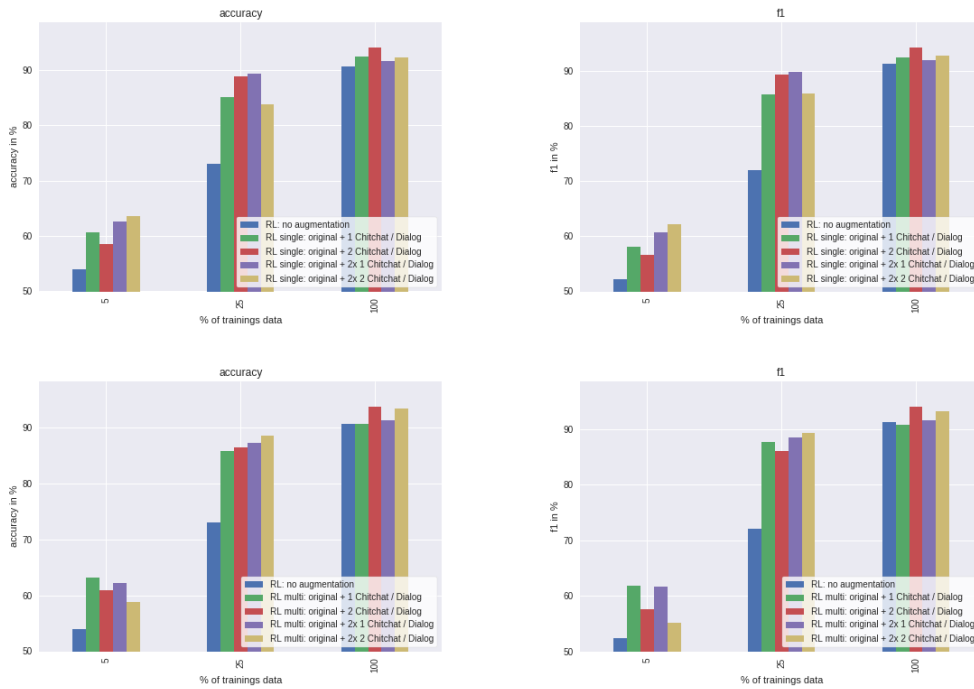 accuracy
accuracy in %
90
80
70
60
50
RL: no augmentation
RL single: original + 1 Chitchat / Dialog
RL single: original + 2 Chitchat / Dialog
RL single: original + 2x 1 Chitchat / Dialog
RL single: original + 2x 2 Chitchat / Dialog
5
25
100
% of trainings data
f1
f1 in %
90
80
70
60
50
RL: no augmentation
RL single: original + 1 Chitchat / Dialog
RL single: original + 2 Chitchat / Dialog
RL single: original + 2x 1 Chitchat / Dialog
RL single: original + 2x 2 Chitchat / Dialog
5
25
100
% of trainings data
accuracy
accuracy in %
90
80
70
60
50
RL: no augmentation
RL multi: original + 1 Chitchat / Dialog
RL multi: original + 2 Chitchat / Dialog
RL multi: original + 2x 1 Chitchat / Dialog
RL multi: original + 2x 2 Chitchat / Dialog
5
25
100
% of trainings data
f1
f1 in %
90
80
70
60
50
RL: no augmentation
RL multi: original + 1 Chitchat / Dialog
RL multi: original + 2 Chitchat / Dialog
RL multi: original + 2x 1 Chitchat / Dialog
RL multi: original + 2x 2 Chitchat / Dialog
5
25
100
% of trainings data